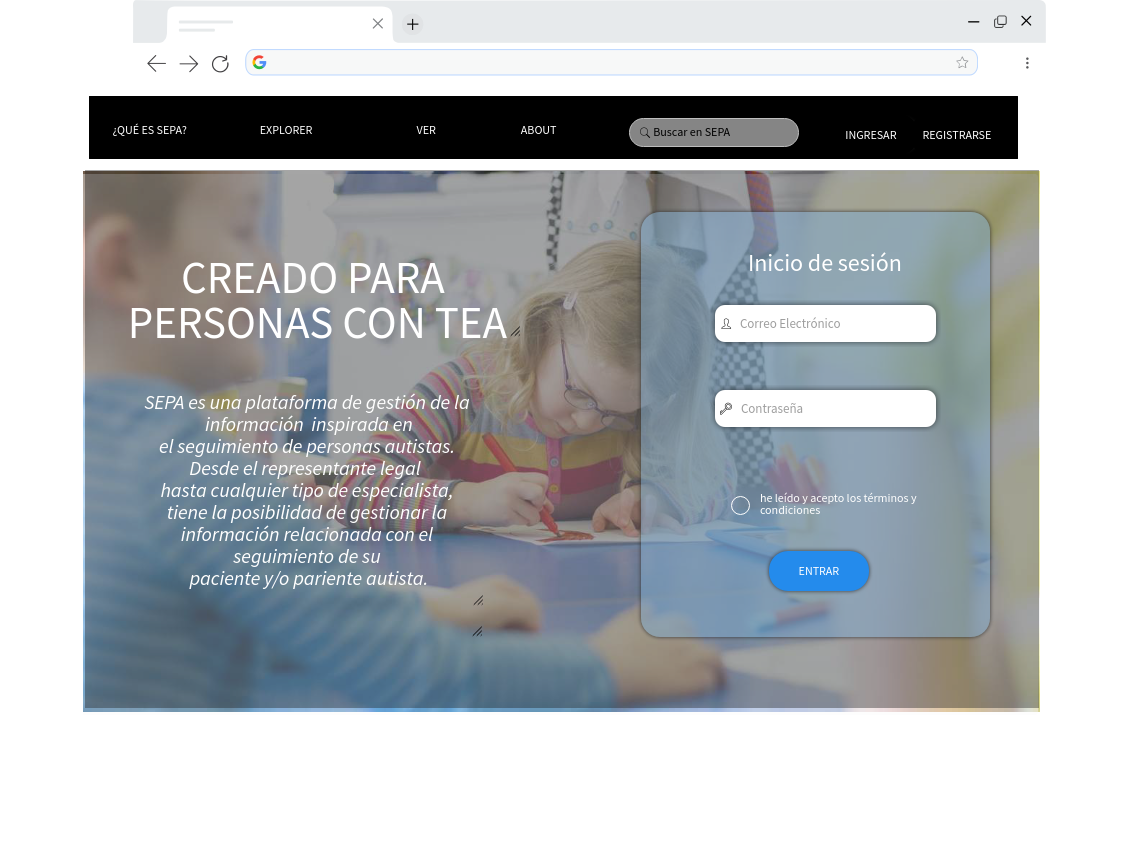 ¿QUÉ ES SEPA?
EXPLORER
VER
ABOUT
Buscar en SEPA
INGRESAR
REGISTRARSE
CREADO PARA
PERSONAS CON TEA
SEPA es una plataforma de gestión de la
información  inspirada en
el seguimiento de personas autistas.
Desde el representante legal
hasta cualquier tipo de especialista,
tiene la posibilidad de gestionar la
información relacionada con el
seguimiento de su
paciente y/o pariente autista.
Inicio de sesión
Correo Electrónico
Contraseña
he leído y acepto los términos y
condiciones
ENTRAR